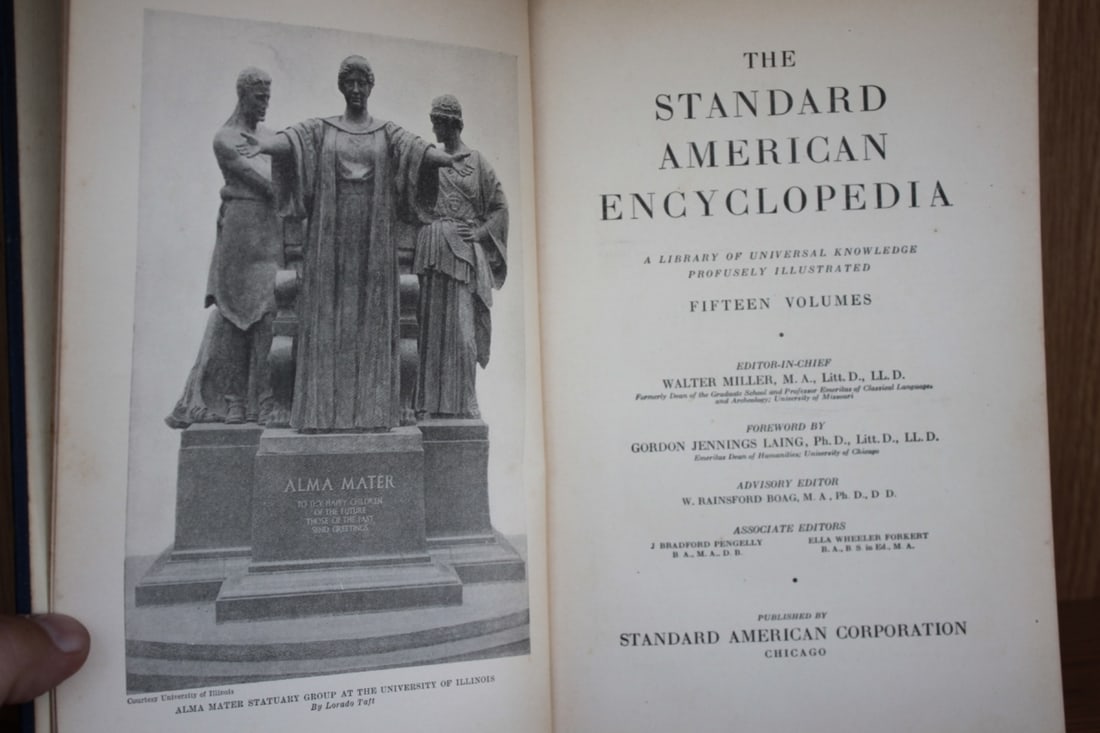 ALMA MATER
TO THY HAPPY CHILDREN
OF THE FUTURE
THOSE OF THE PAST
SEND GREETINGS
Courtesy University of Illinois
ALMA MATER STATUARY GROUP AT THE UNIVERSITY OF ILLINOIS
By Lorado Taft
THE
STANDARD
AMERICAN
ENCYCLOPEDIA
A LIBRARY OF UNIVERSAL KNOWLEDGE
PROFUSELY ILLUSTRATED
FIFTEEN VOLUMES
EDITOR-IN-CHIEF
WALTER MILLER, M. A., Litt. D., LL. D.
Formerly Dean of the Graduate School and Professor Emeritus of Classical Languages
and Archeology; University of Missouri
FOREWORD BY
GORDON JENNINGS LAING, Ph. D., Litt. D., LL. D.
Emeritus Dean of Humanities; University of Chicago
ADVISORY EDITOR
W. RAINSFORD BOAG, M. A., Ph. D., D D.
ASSOCIATE EDITORS
J BRADFORD PENGELLY
B. A., M. A., D. B.
ELLA WHEELER FORKERT
B. A., B S. in Ed., M. A.
PUBLISHED BY
STANDARD AMERICAN CORPORATION
CHICAGO